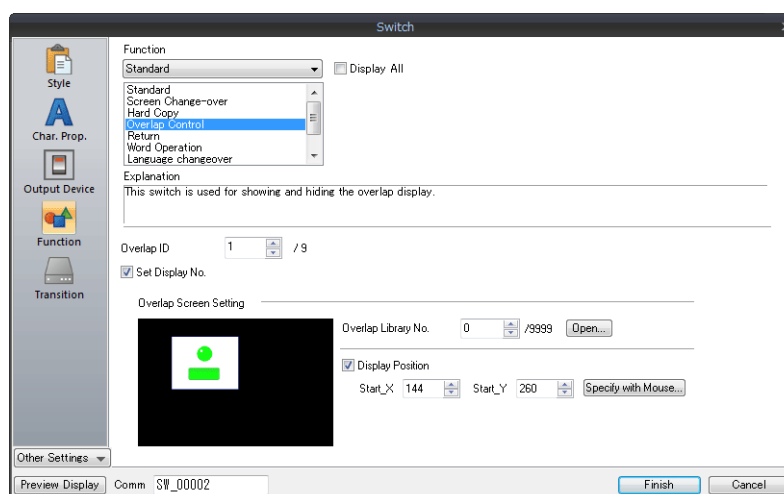 Switch
Function
Standard
Display All
Style
Standard
Screen Change-over
Hard Copy
Overlap Control
Return
Word Operation
Language changeover
Char. Prop.
Output Device
Explanation
This switch is used for showing and hiding the overlap display.
Function
Overlap ID 1 / 9
Set Display No.
Transition
Overlap Screen Setting
Overlap Library No. 0 /9999 Open...
Display Position
Start_X 144 Start_Y 260 Specify with Mouse...
Other Settings
Preview Display Comm SW_00002 Finish Cancel